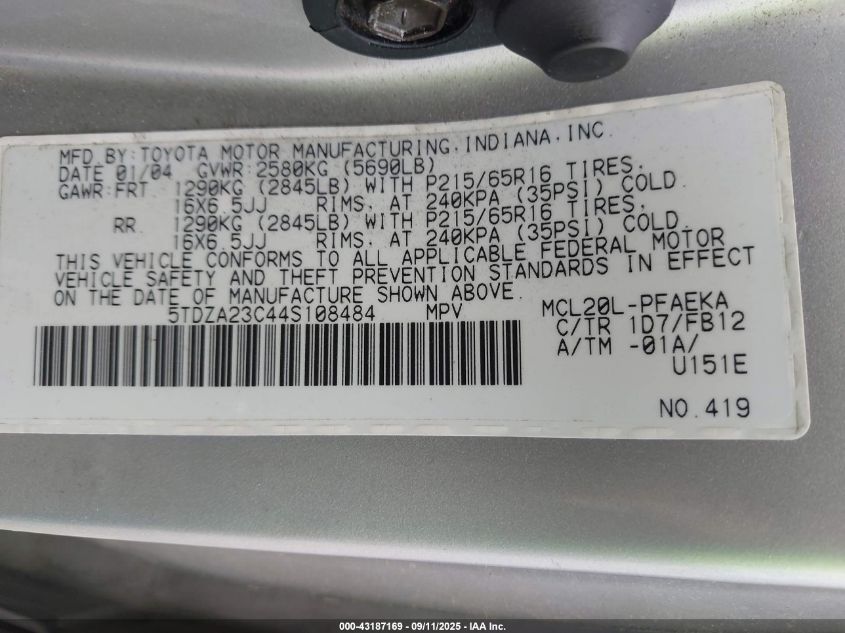 MFD.BY:TOYOTA MOTOR MANUFACTURING,INDIANA,INC.
DATE 01/04 GVWR:2580KG (5690LB)
GAWR:FRT. 1290KG (2845LB) WITH P215/65R16 TIRES,
16X6.5JJ RIMS, AT 240KPA (35PSI) COLD.
RR. 1290KG (2845LB) WITH P215/65R16 TIRES,
16X6.5JJ RIMS, AT 240KPA (35PSI) COLD.
THIS VEHICLE CONFORMS TO ALL APPLICABLE FEDERAL MOTOR
VEHICLE SAFETY AND THEFT PREVENTION STANDARDS IN EFFECT
ON THE DATE OF MANUFACTURE SHOWN ABOVE.
5TDZA23C44S108484 MPV MCL20L-PFAEKA
C/TR 1D7/FB12
A/TM -01A/
U151E
NO.419
000-43187169 - 09/11/2025 - IAA Inc.